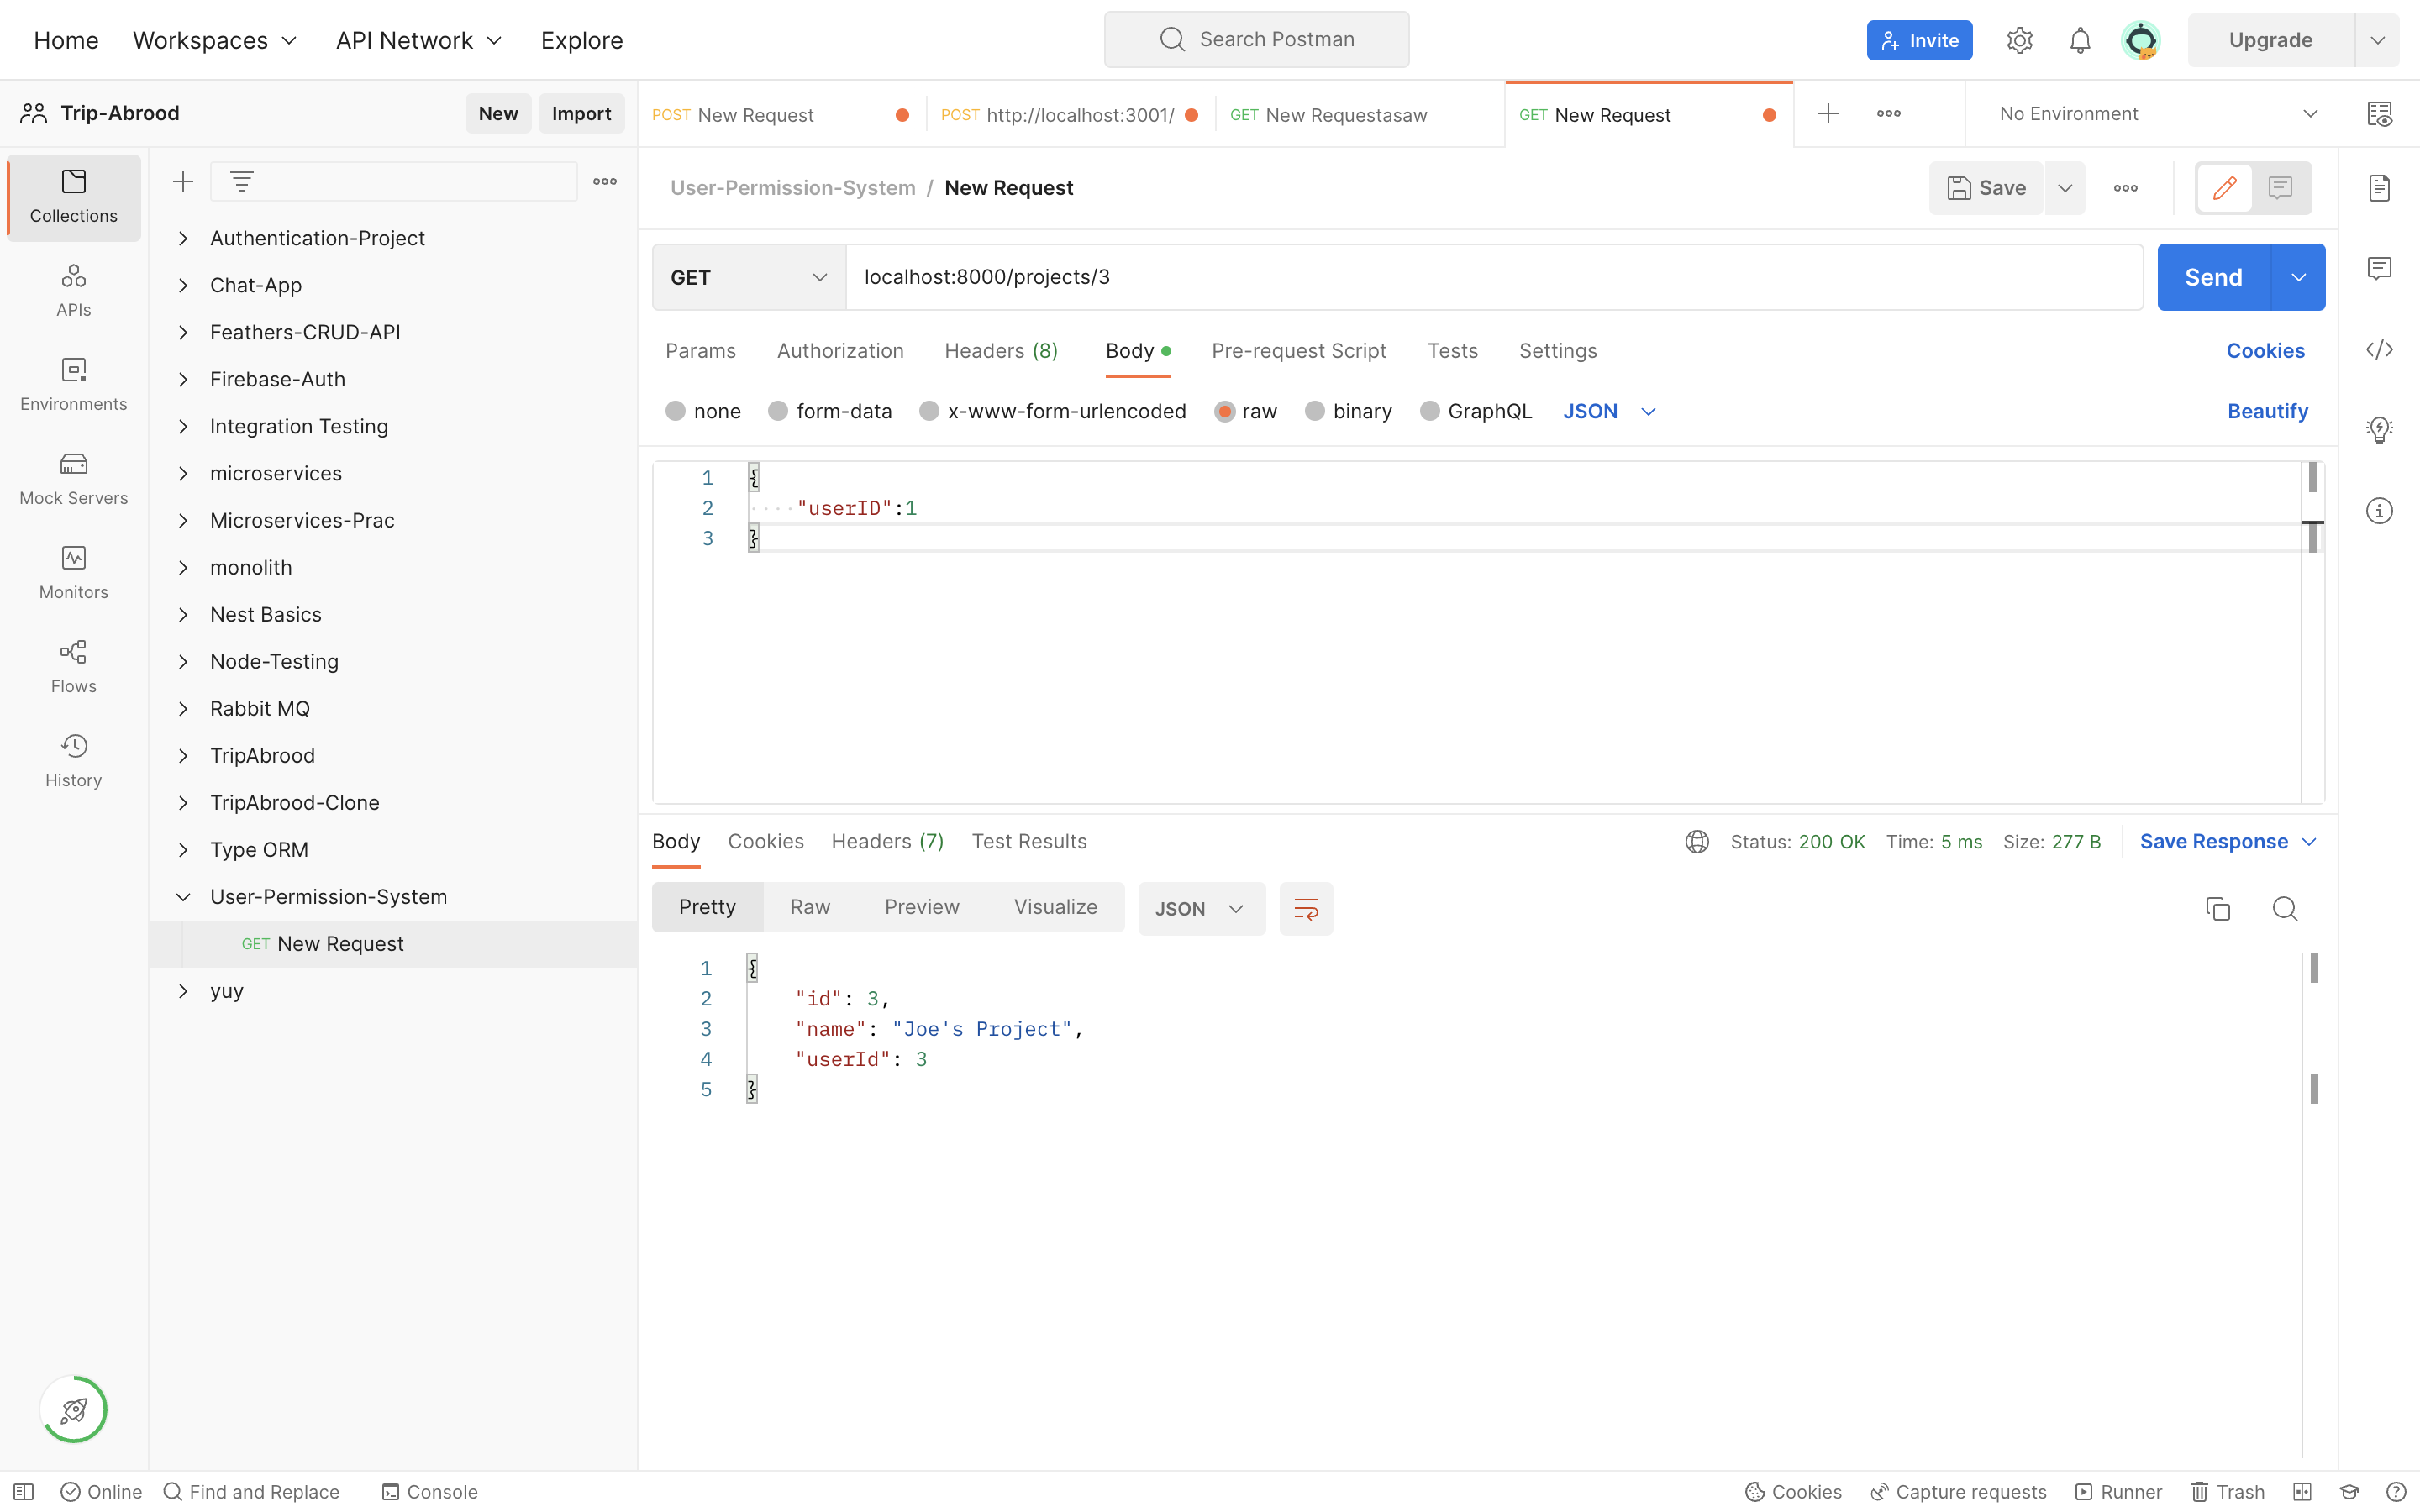 Home Workspaces API Network Explore Search Postman Invite Upgrade
Trip-Abrood New Import POST New Request POST http://localhost:3001/ GET New Requestasaw GET New Request No Environment
Collections
APIs
Environments
Mock Servers
Monitors
Flows
History
Authentication-Project
Chat-App
Feathers-CRUD-API
Firebase-Auth
Integration Testing
microservices
Microservices-Prac
monolith
Nest Basics
Node-Testing
Rabbit MQ
TripAbrood
TripAbrood-Clone
Type ORM
User-Permission-System
GET New Request
yuy
User-Permission-System / New Request Save
GET localhost:8000/projects/3 Send
Params Authorization Headers (8) Body Pre-request Script Tests Settings Cookies
none form-data x-www-form-urlencoded raw binary GraphQL JSON Beautify
1 {
2 "userID":1
3 }
Body Cookies Headers (7) Test Results Status: 200 OK Time: 5 ms Size: 277 B Save Response
Pretty Raw Preview Visualize JSON
1 {
2 "id": 3,
3 "name": "Joe's Project",
4 "userId": 3
5 }
Online Find and Replace Console Cookies Capture requests Runner Trash